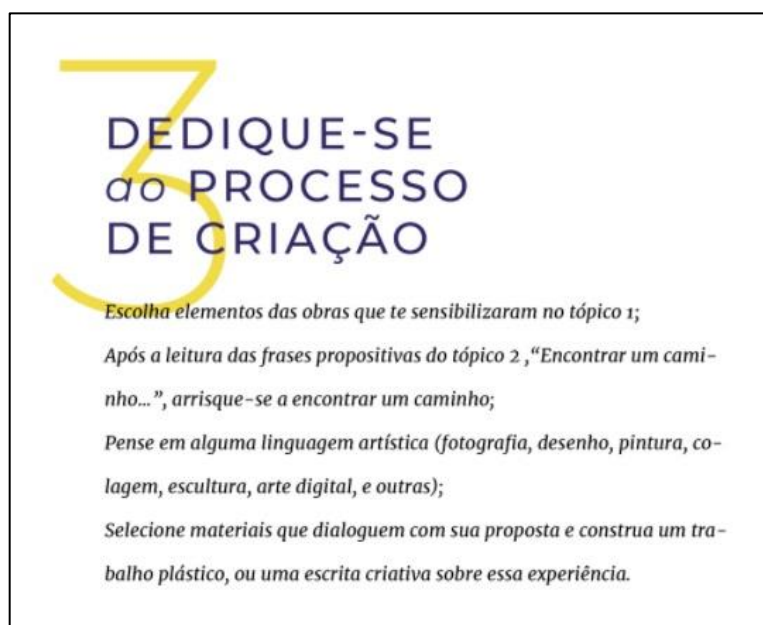 3
DEDIQUE-SE
ao PROCESSO
DE CRIAÇÃO
Escolha elementos das obras que te sensibilizaram no tópico 1;
Após a leitura das frases propositivas do tópico 2 ,“Encontrar um cami-
nho...”, arrisque-se a encontrar um caminho;
Pense em alguma linguagem artística (fotografia, desenho, pintura, co-
lagem, escultura, arte digital, e outras);
Selecione materiais que dialoguem com sua proposta e construa um tra-
balho plástico, ou uma escrita criativa sobre essa experiência.